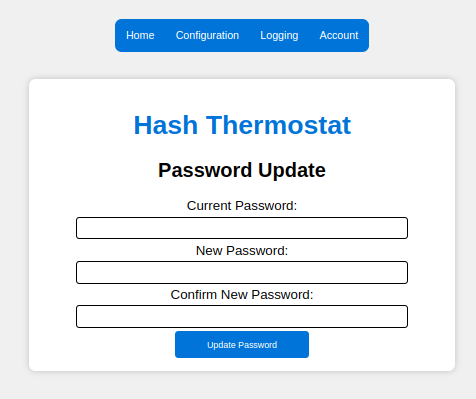 Home Configuration Logging Account
Hash Thermostat
Password Update
Current Password:
New Password:
Confirm New Password:
Update Password